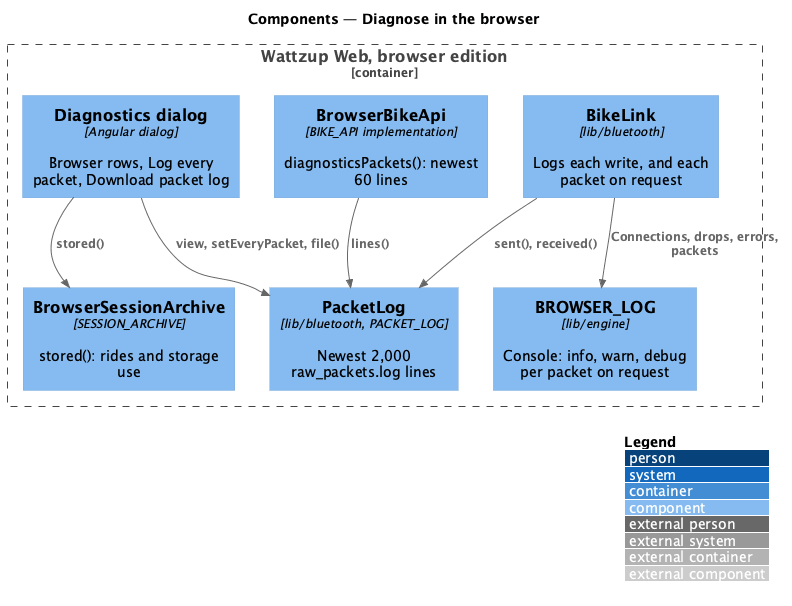 Components — Diagnose in the browser
Wattzup Web, browser edition
[container]
Diagnostics dialog
[Angular dialog]
Browser rows, Log every
packet, Download packet log
BrowserBikeApi
[BIKE_API implementation]
diagnosticsPackets(): newest
60 lines
BikeLink
[lib/bluetooth]
Logs each write, and each
packet on request
stored()
view, setEveryPacket, file()
lines()
sent(), received()
Connections, drops, errors,
packets
BrowserSessionArchive
[SESSION_ARCHIVE]
stored(): rides and storage
use
PacketLog
[lib/bluetooth, PACKET_LOG]
Newest 2,000
raw_packets.log lines
BROWSER_LOG
[lib/engine]
Console: info, warn, debug
per packet on request
Legend
person
system
container
component
external person
external system
external container
external component